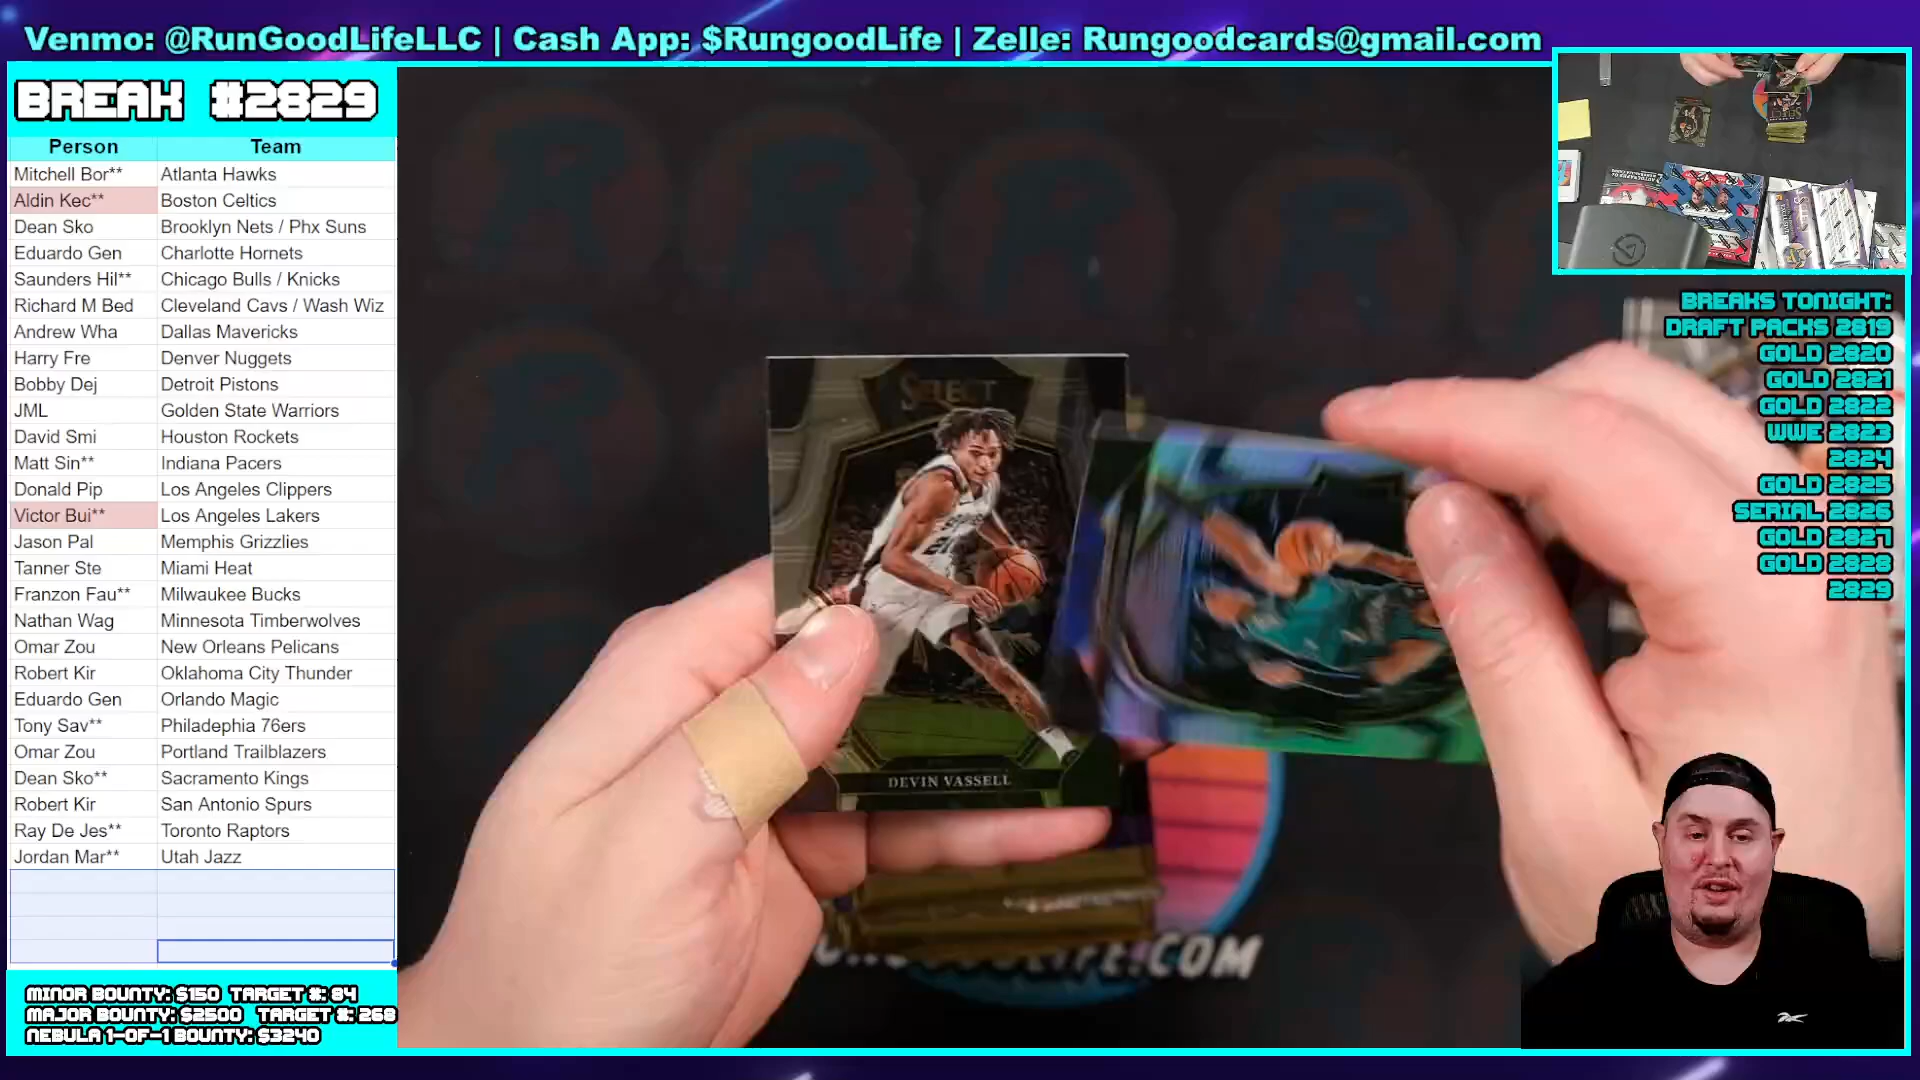 Venmo: @RunGoodLifeLLC | Cash App: $RungoodLife | Zelle: Rungoodcards@gmail.com
BREAK #2829
Person Team
Mitchell Bor** Atlanta Hawks
Aldin Kec** Boston Celtics
Dean Sko Brooklyn Nets / Phx Suns
Eduardo Gen Charlotte Hornets
Saunders Hil** Chicago Bulls / Knicks
Richard M Bed Cleveland Cavs / Wash Wiz
Andrew Wha Dallas Mavericks
Harry Fre Denver Nuggets
Bobby Dej Detroit Pistons
JML Golden State Warriors
David Smi Houston Rockets
Matt Sin** Indiana Pacers
Donald Pip Los Angeles Clippers
Victor Bui** Los Angeles Lakers
Jason Pal Memphis Grizzlies
Tanner Ste Miami Heat
Franzon Fau** Milwaukee Bucks
Nathan Wag Minnesota Timberwolves
Omar Zou New Orleans Pelicans
Robert Kir Oklahoma City Thunder
Eduardo Gen Orlando Magic
Tony Sav** Philadephia 76ers
Omar Zou Portland Trailblazers
Dean Sko** Sacramento Kings
Robert Kir San Antonio Spurs
Ray De Jes** Toronto Raptors
Jordan Mar** Utah Jazz
MINOR BOUNTY: $150 TARGET #: 84
MAJOR BOUNTY: $2500 TARGET #: 268
NEBULA 1-OF-1 BOUNTY: $3240
SELECT
DEVIN VASSELL
BREAKS TONIGHT:
DRAFT PACKS 2819
GOLD 2820
GOLD 2821
GOLD 2822
WWE 2823
2824
GOLD 2825
SERIAL 2826
GOLD 2827
GOLD 2828
2829